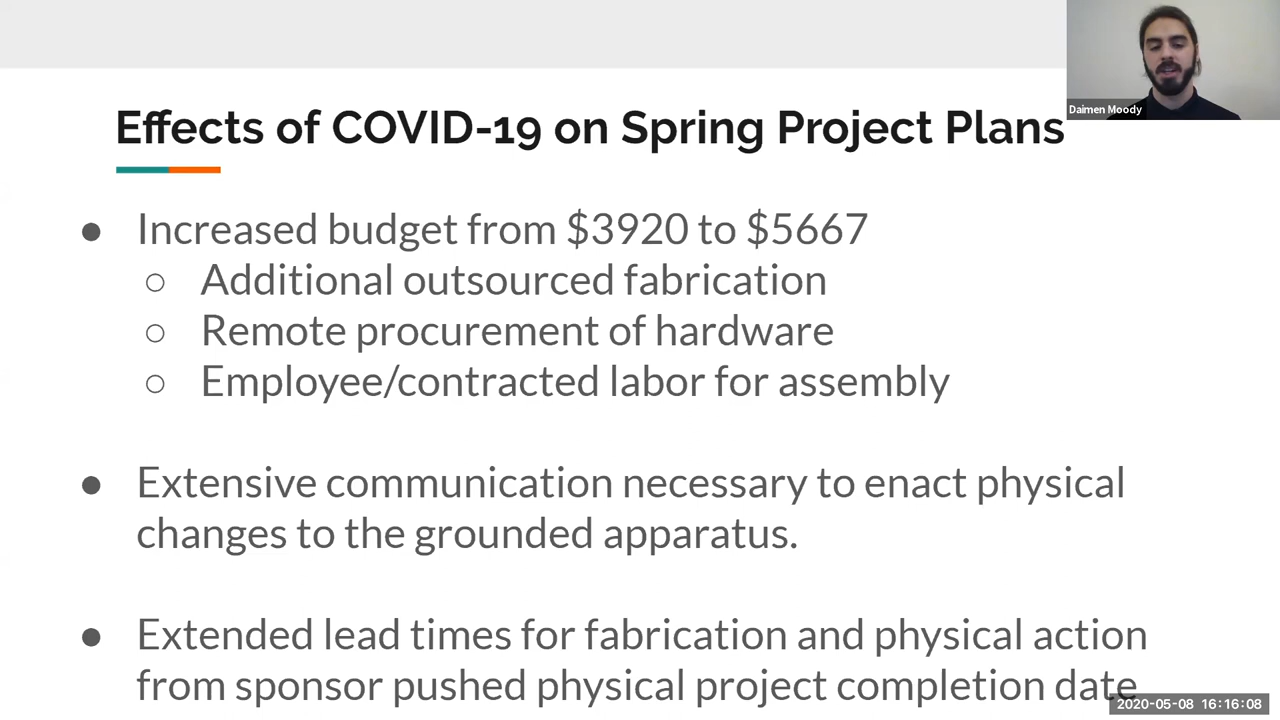 Daimen Moody
Effects of COVID-19 on Spring Project Plans
● Increased budget from $3920 to $5667
○ Additional outsourced fabrication
○ Remote procurement of hardware
○ Employee/contracted labor for assembly
● Extensive communication necessary to enact physical
changes to the grounded apparatus.
● Extended lead times for fabrication and physical action
from sponsor pushed physical project completion date
2020-05-08 16:16:08